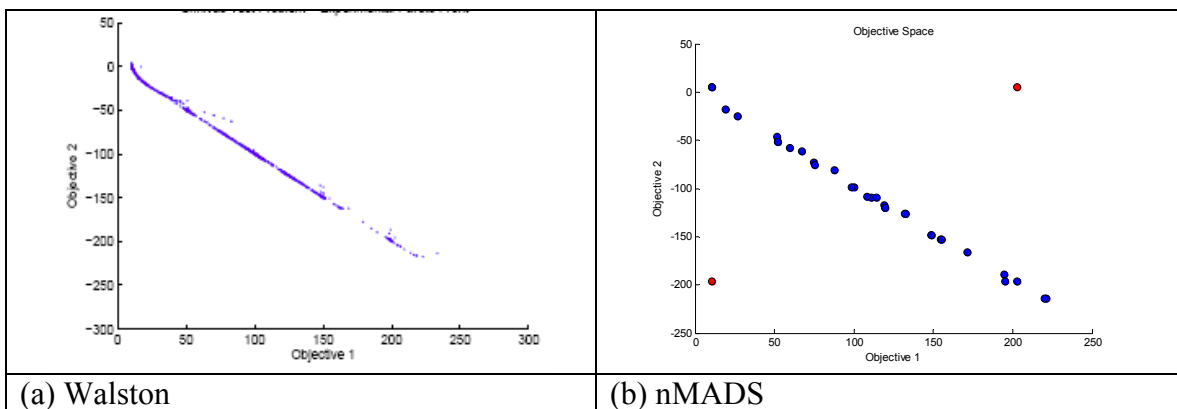 50
0
−50
−100
−150
−200
−250
−300
0 50 100 150 200 250 300
Objective 2
Objective 1
(a) Walston
Objective Space
50
0
-50
-100
-150
-200
-250
0 50 100 150 200 250
Objective 2
Objective 1
(b) nMADS